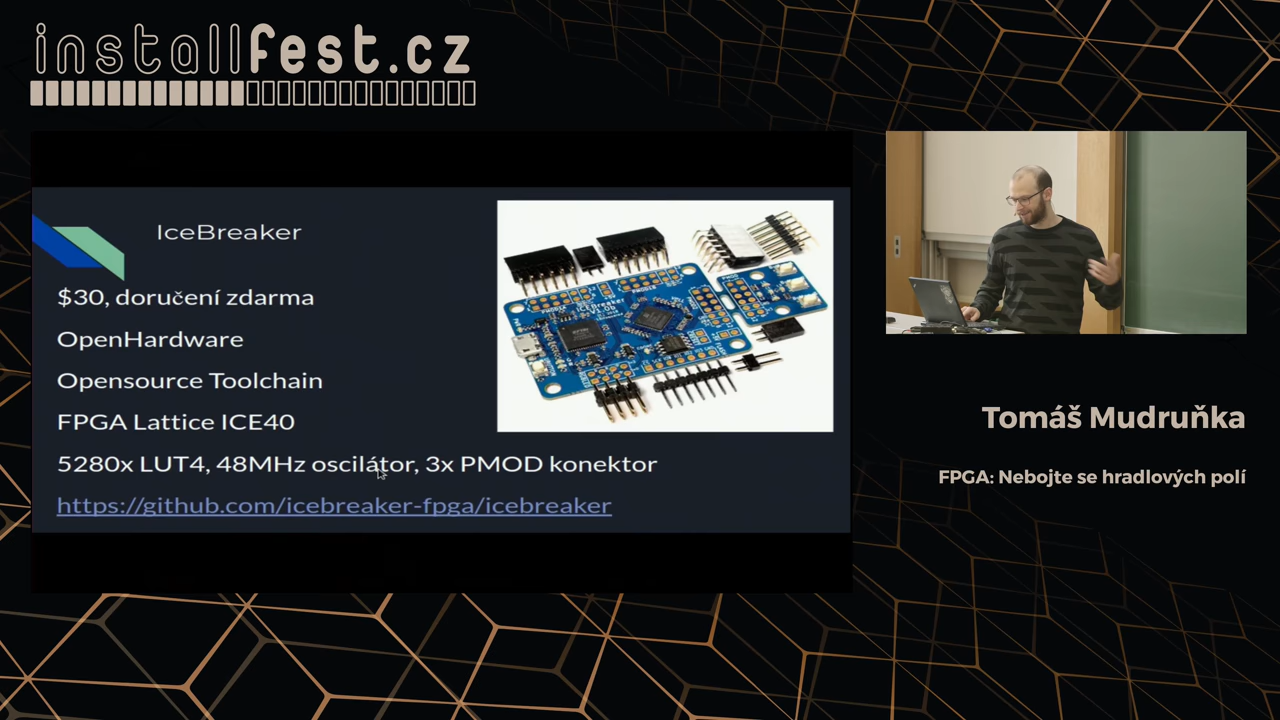 installfest.cz
IceBreaker
$30, doručení zdarma
OpenHardware
Opensource Toolchain
FPGA Lattice ICE40
5280x LUT4, 48MHz oscilátor, 3x PMOD konektor
https://github.com/icebreaker-fpga/icebreaker
Tomáš Mudruňka
FPGA: Nebojte se hradlových polí